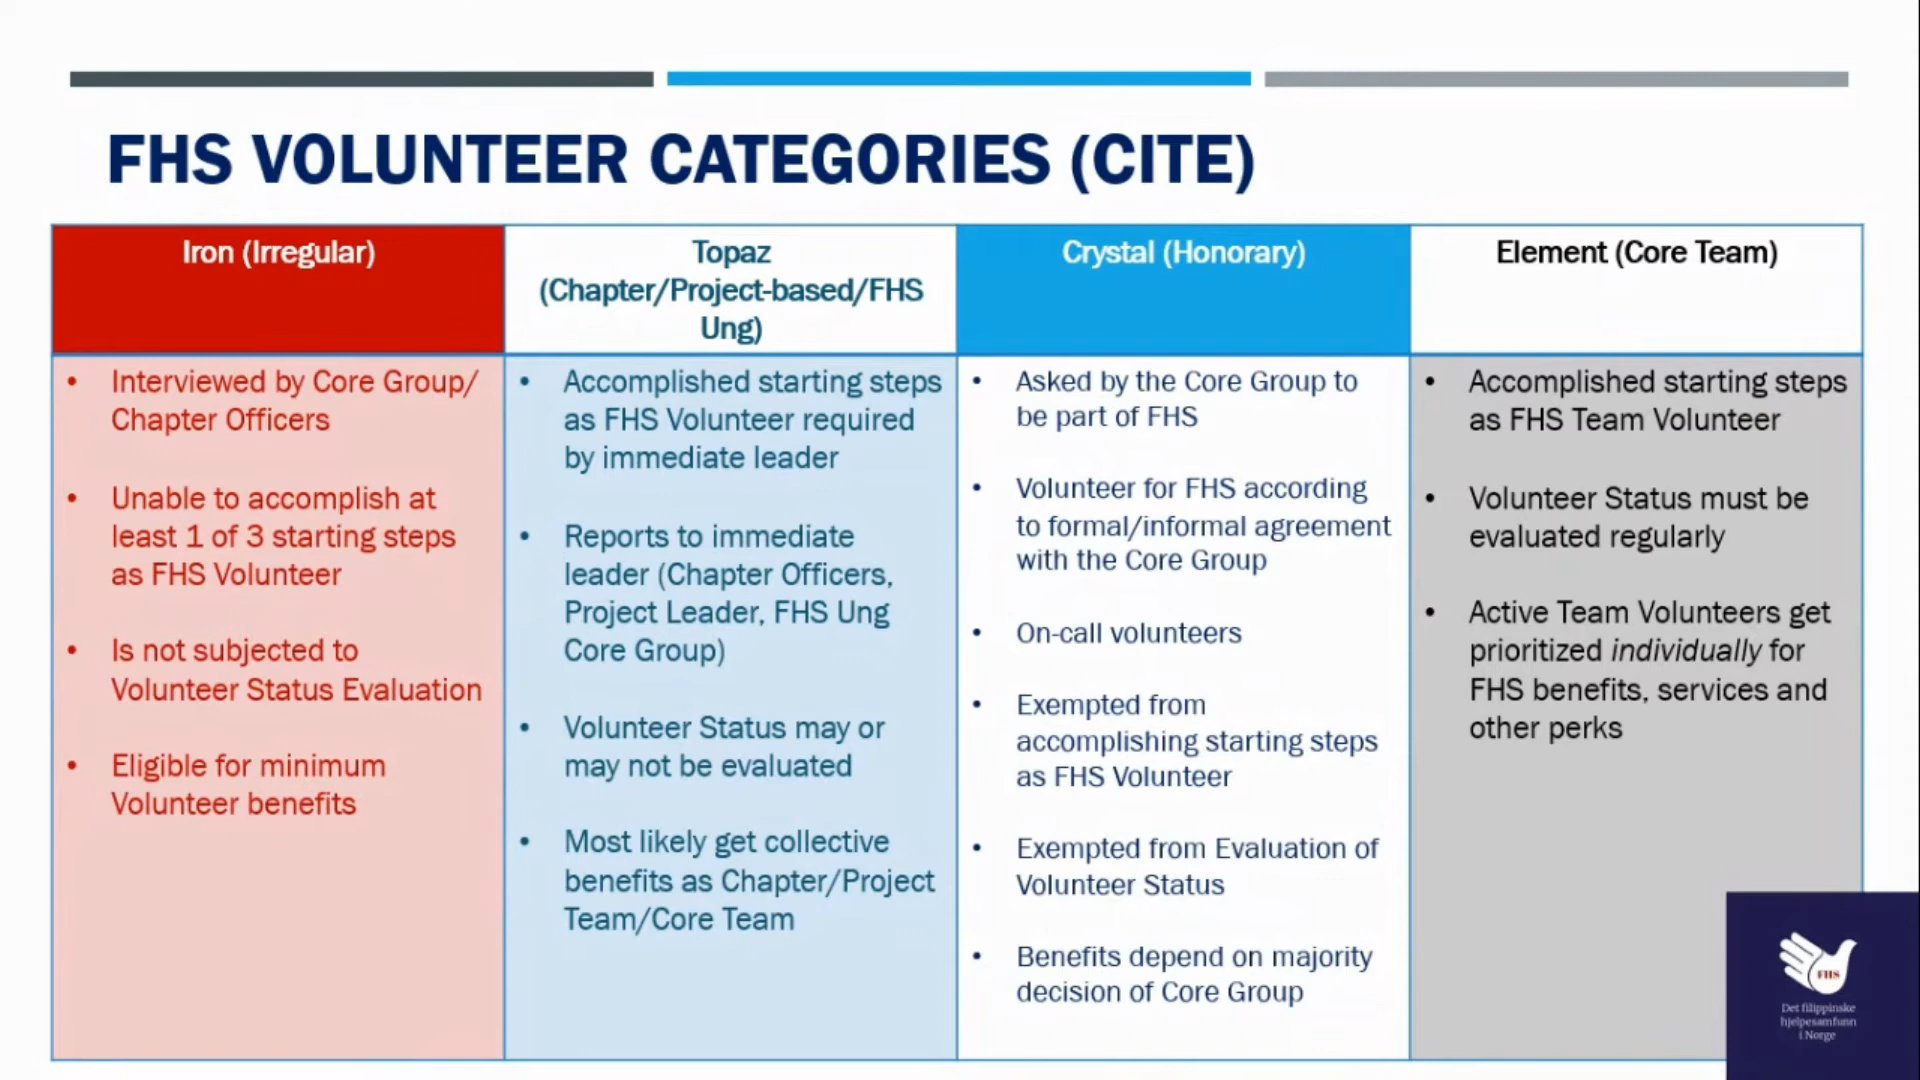 FHS VOLUNTEER CATEGORIES (CITE)
Iron (Irregular)
• Interviewed by Core Group/
Chapter Officers
• Unable to accomplish at
least 1 of 3 starting steps
as FHS Volunteer
• Is not subjected to
Volunteer Status Evaluation
• Eligible for minimum
Volunteer benefits
Topaz
(Chapter/Project-based/FHS
Ung)
• Accomplished starting steps
as FHS Volunteer required
by immediate leader
• Reports to immediate
leader (Chapter Officers,
Project Leader, FHS Ung
Core Group)
• Volunteer Status may or
may not be evaluated
• Most likely get collective
benefits as Chapter/Project
Team/Core Team
Crystal (Honorary)
• Asked by the Core Group to
be part of FHS
• Volunteer for FHS according
to formal/informal agreement
with the Core Group
• On-call volunteers
• Exempted from
accomplishing starting steps
as FHS Volunteer
• Exempted from Evaluation of
Volunteer Status
• Benefits depend on majority
decision of Core Group
Element (Core Team)
• Accomplished starting steps
as FHS Team Volunteer
• Volunteer Status must be
evaluated regularly
• Active Team Volunteers get
prioritized individually for
FHS benefits, services and
other perks
FHS
Det filippinske
hjelpesamfunn
i Norge